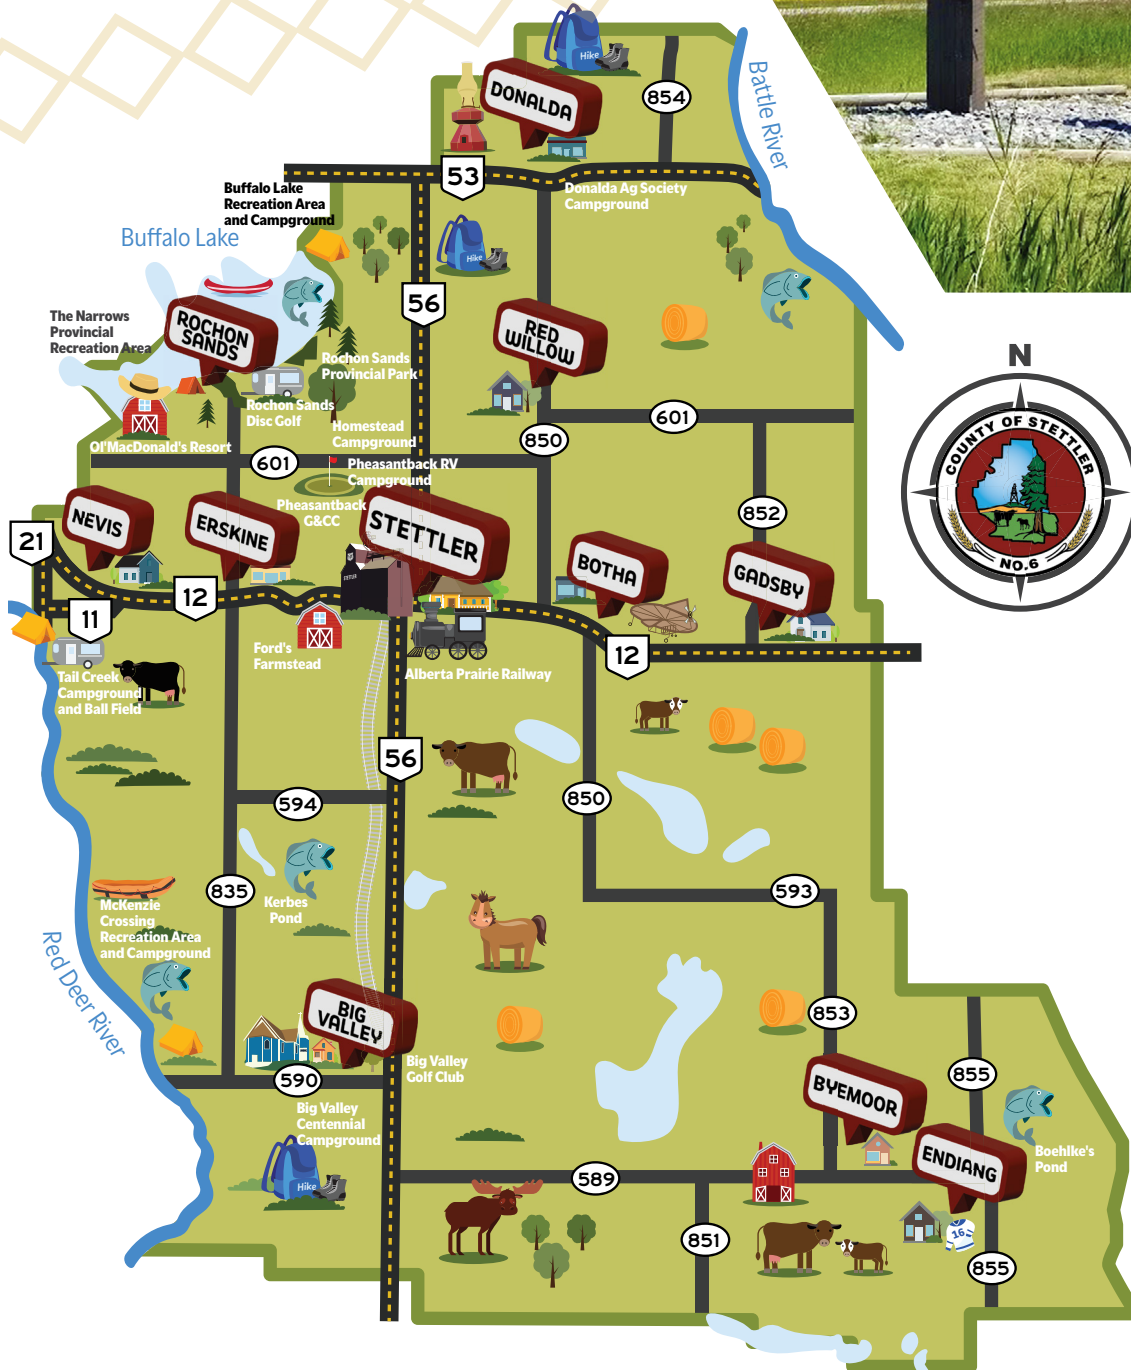 Hike
DONALDA
854
Battle River
53
Donalda Ag Society
Campground
Buffalo Lake
Recreation Area
and Campground
Buffalo Lake
Hike
56
The Narrows
Provincial
Recreation Area
ROCHON
SANDS
RED
WILLOW
N
Rochon Sands
Provincial Park
Rochon Sands
Disc Golf
Homestead
Campground
601
850
Ol'MacDonald's Resort
601
Pheasantback RV
Campground
Pheasantback
G&CC
COUNTY OF STETTLER
NO.6
NEVIS
ERSKINE
STETTLER
852
21
BOTHA
GADSBY
12
11
Ford's
Farmstead
12
Alberta Prairie Railway
Tail Creek
Campground
and Ball Field
56
594
850
835
Kerbes
Pond
593
McKenzie
Crossing
Recreation Area
and Campground
Red Deer River
BIG
VALLEY
853
Big Valley
Golf Club
590
855
BYEMOOR
Big Valley
Centennial
Campground
ENDIANG
Boehlke's
Pond
Hike
589
851
16
855